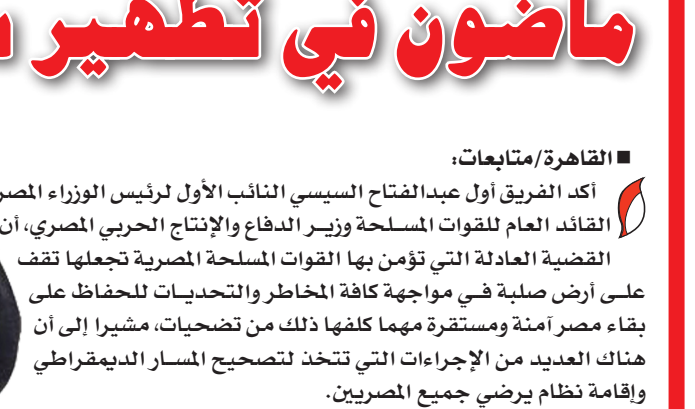 ماضون في تطهير
■ القاهرة/متابعات:
أكد الفريق أول عبدالفتاح السيسي النائب الأول لرئيس الوزراء
القائد العام للقوات المسلحة وزير الدفاع والإنتاج الحربي المصري، أن
القضية العادلة التي تؤمن بها القوات المسلحة المصرية تجعلها تقف
على أرض صلبة في مواجهة كافة المخاطر والتحديات للحفاظ على
بقاء مصر آمنة ومستقرة مهما كلفها ذلك من تضحيات، مشيرا إلى أن
هناك العديد من الإجراءات التي تتخذ لتصحيح المسار الديمقراطي
وإقامة نظام يرضي جميع المصريين.